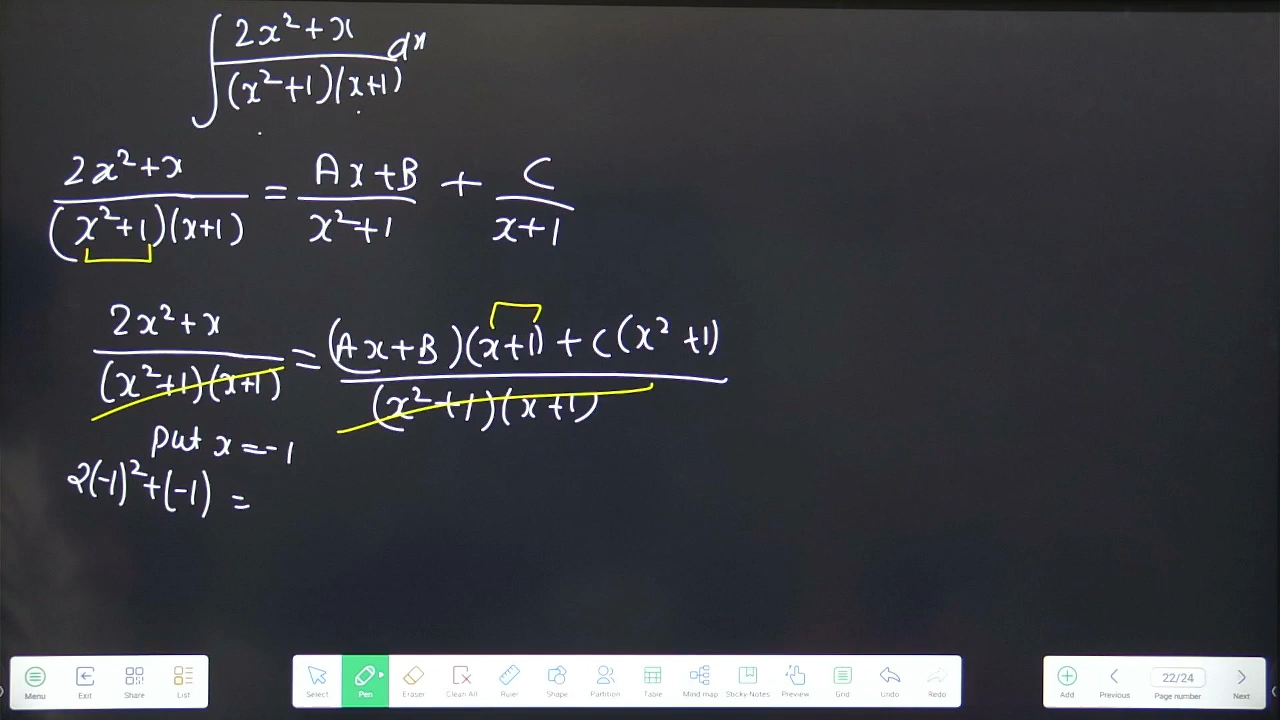 ∫ (2x²+x)/((x²+1)(x+1)) dx
(2x²+x)/((x²+1)(x+1)) = (Ax+B)/(x²+1) + C/(x+1)
(2x²+x)/((x²+1)(x+1)) = ((Ax+B)(x+1) + C(x²+1))/((x²+1)(x+1))
Put x = -1
2(-1)²+(-1) =
Menu Exit Share List Select Pen Eraser Clean All Ruler Shape Partition Table Mind map Sticky Notes Preview Grid Undo Redo Add Previous 22/24 Page number Next